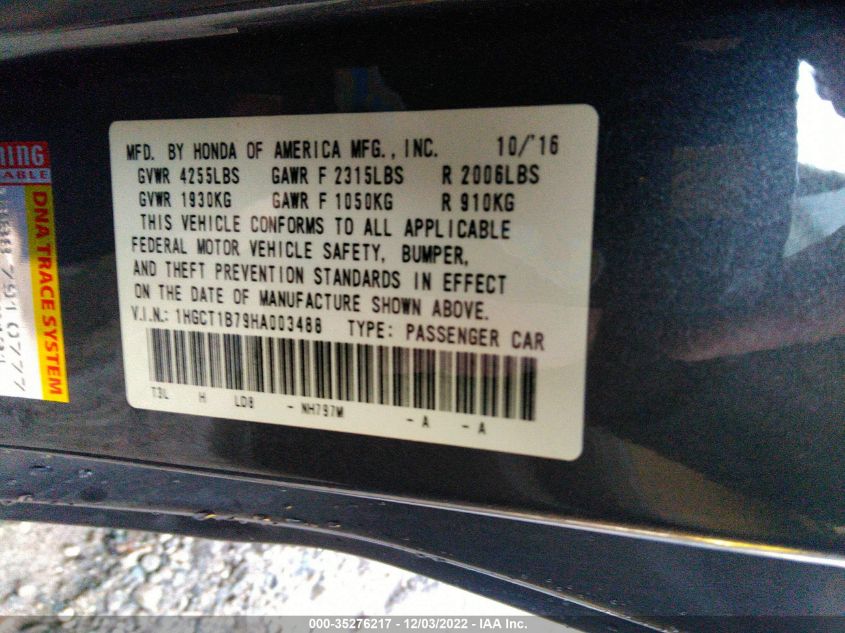 MFD. BY HONDA OF AMERICA MFG., INC. 10/'16
GVWR 4255LBS GAWR F 2315LBS R 2006LBS
GVWR 1930KG GAWR F 1050KG R 910KG
THIS VEHICLE CONFORMS TO ALL APPLICABLE
FEDERAL MOTOR VEHICLE SAFETY, BUMPER,
AND THEFT PREVENTION STANDARDS IN EFFECT
ON THE DATE OF MANUFACTURE SHOWN ABOVE.
V.I.N.: 1HGCT1B79HA003488 TYPE: PASSENGER CAR
T3L H LD8 - NH797M - A - A
DNA TRACE SYSTEM
000-35276217 - 12/03/2022 - IAA Inc.